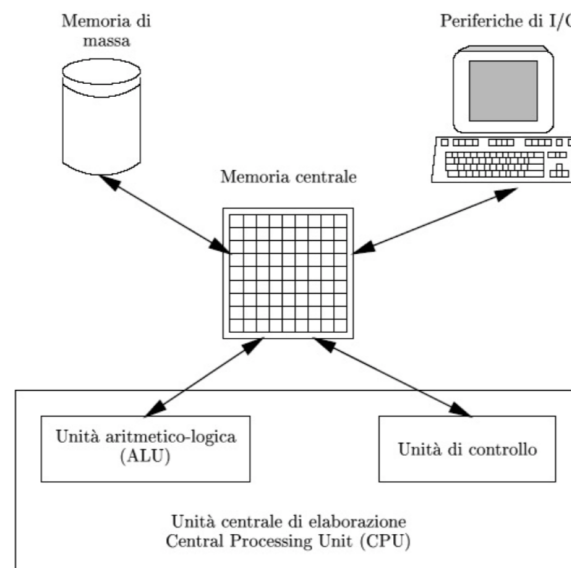 Memoria di
massa
Periferiche di I/O
Memoria centrale
Unità aritmetico-logica
(ALU)
Unità di controllo
Unità centrale di elaborazione
Central Processing Unit (CPU)